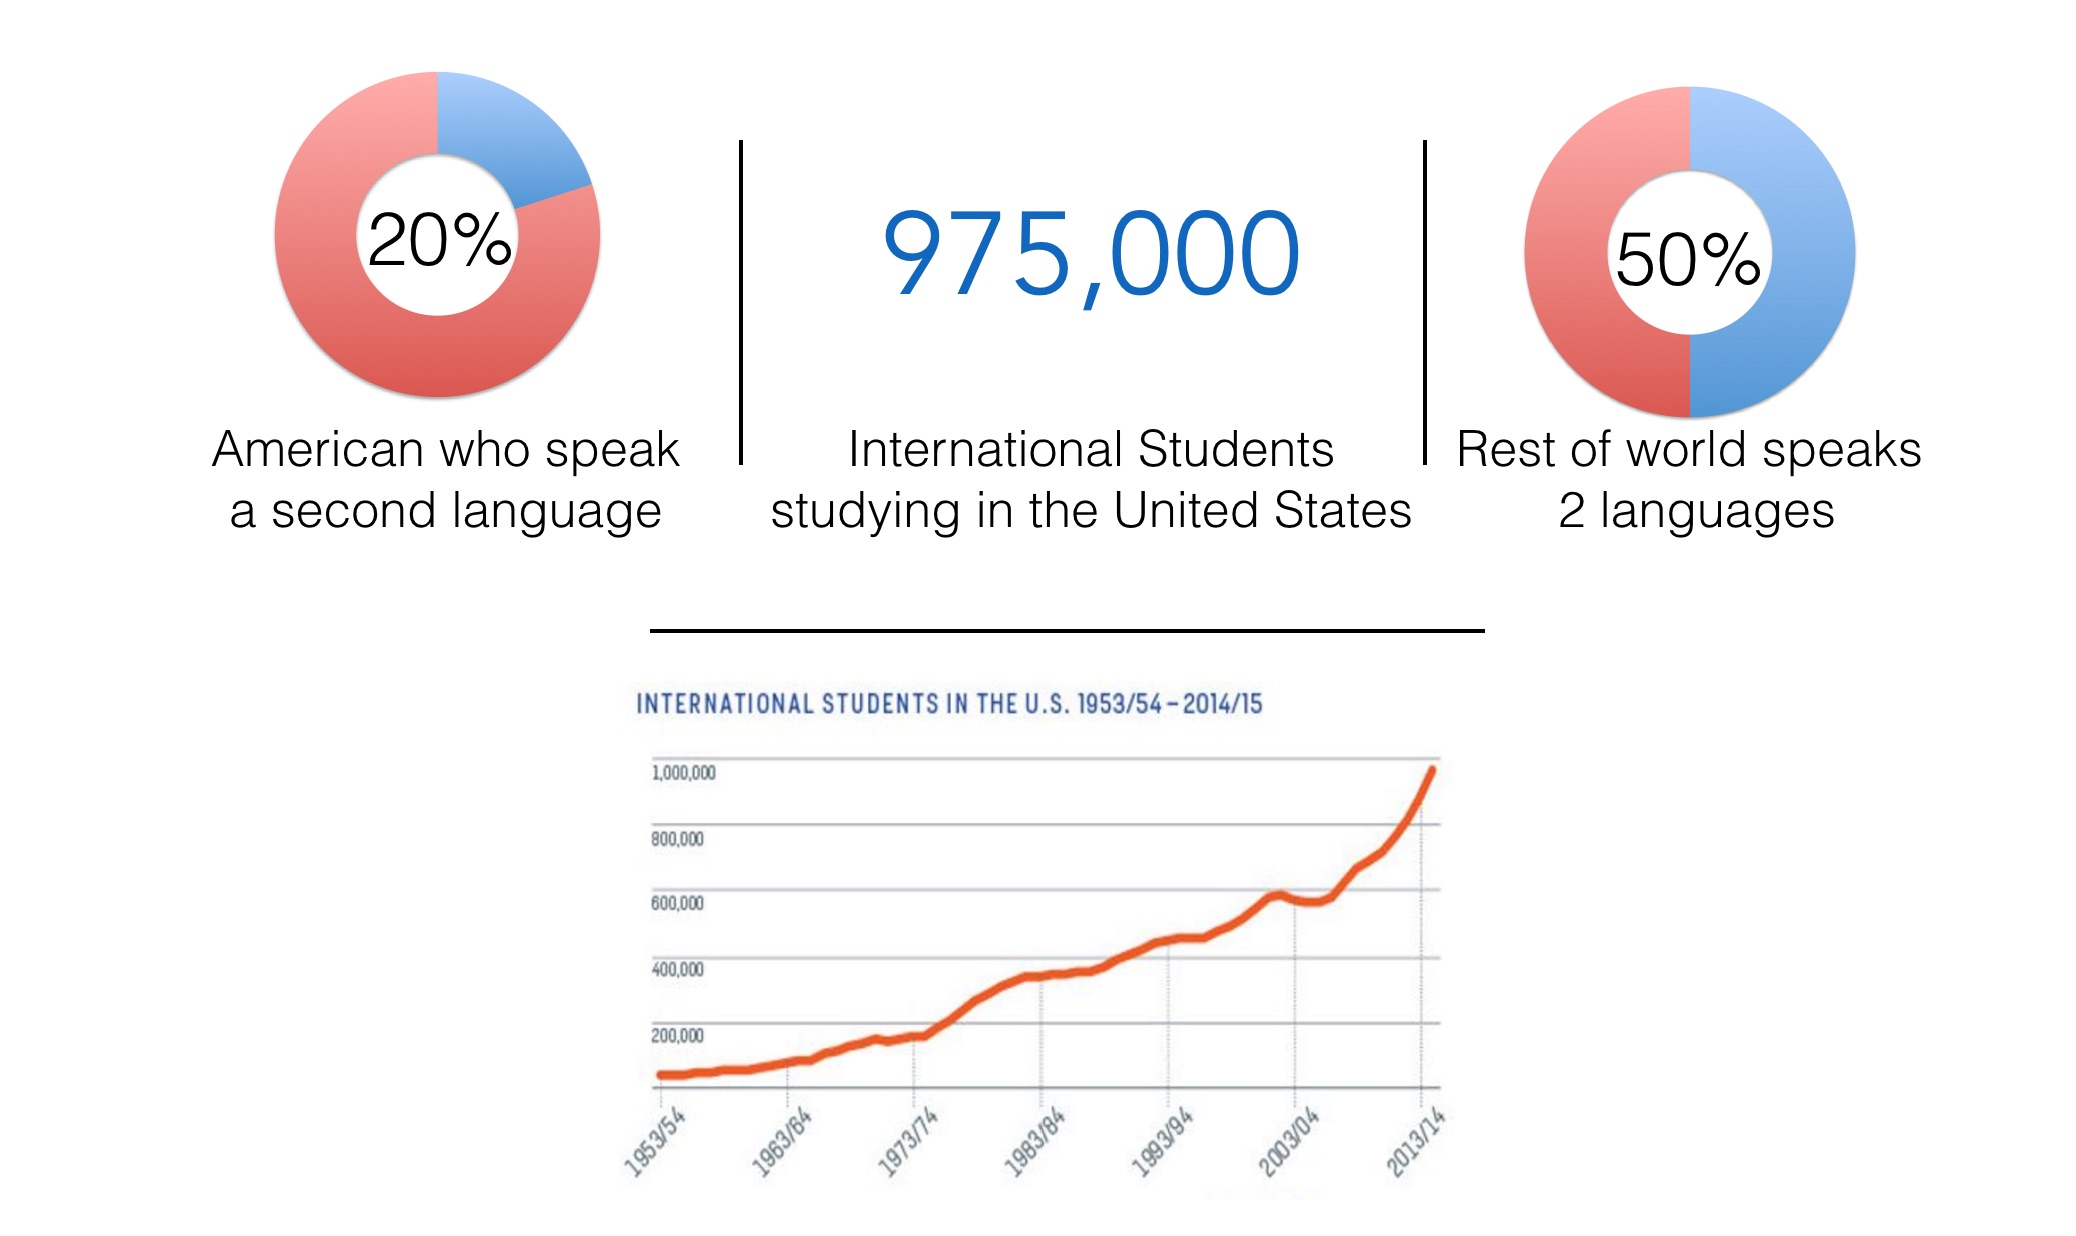 20%
975,000
50%
American who speak
a second language
International Students
studying in the United States
Rest of world speaks
2 languages
INTERNATIONAL STUDENTS IN THE U.S. 1953/54 – 2014/15
1,000,000
800,000
600,000
400,000
200,000
1953/54
1963/64
1973/74
1983/84
1993/94
2003/04
2013/14